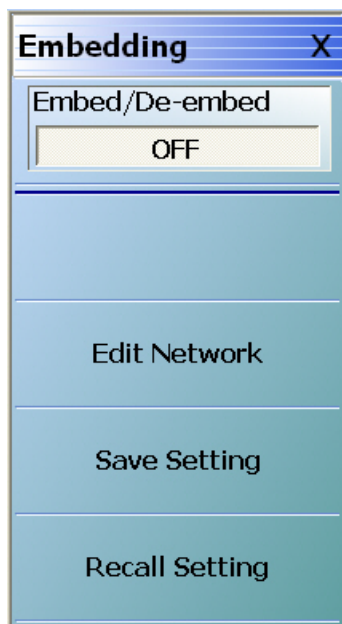 Embedding X
Embed/De-embed
OFF
Edit Network
Save Setting
Recall Setting